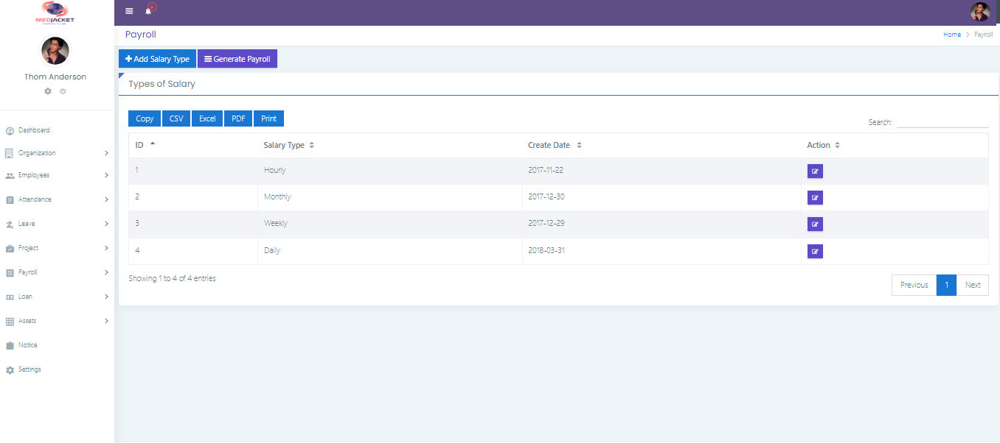 MEDJACKET
Thom Anderson
Dashboard
Organization
Employees
Attendance
Leave
Project
Payroll
Loan
Assets
Notice
Settings
Payroll
Home > Payroll
Add Salary Type Generate Payroll
Types of Salary
Copy CSV Excel PDF Print
Search:
ID Salary Type Create Date Action
1 Hourly 2017-11-22
2 Monthly 2017-12-30
3 Weekly 2017-12-29
4 Daily 2018-03-31
Showing 1 to 4 of 4 entries
Previous 1 Next